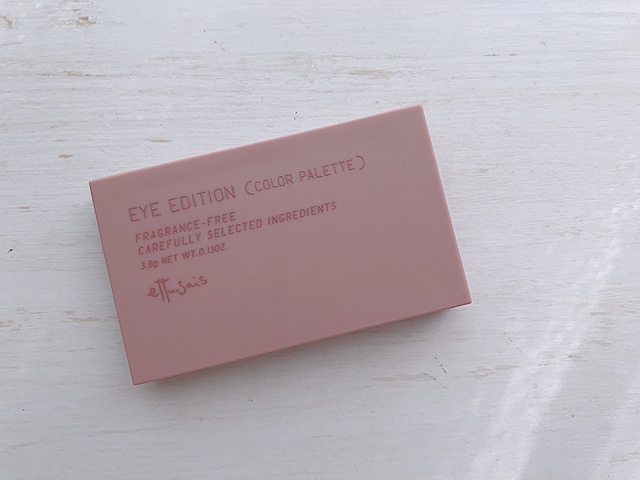 EYE EDITION (COLOR PALETTE)
FRAGRANCE-FREE
CAREFULLY SELECTED INGREDIENTS
3.8g NET WT.0.13OZ.
ettusais